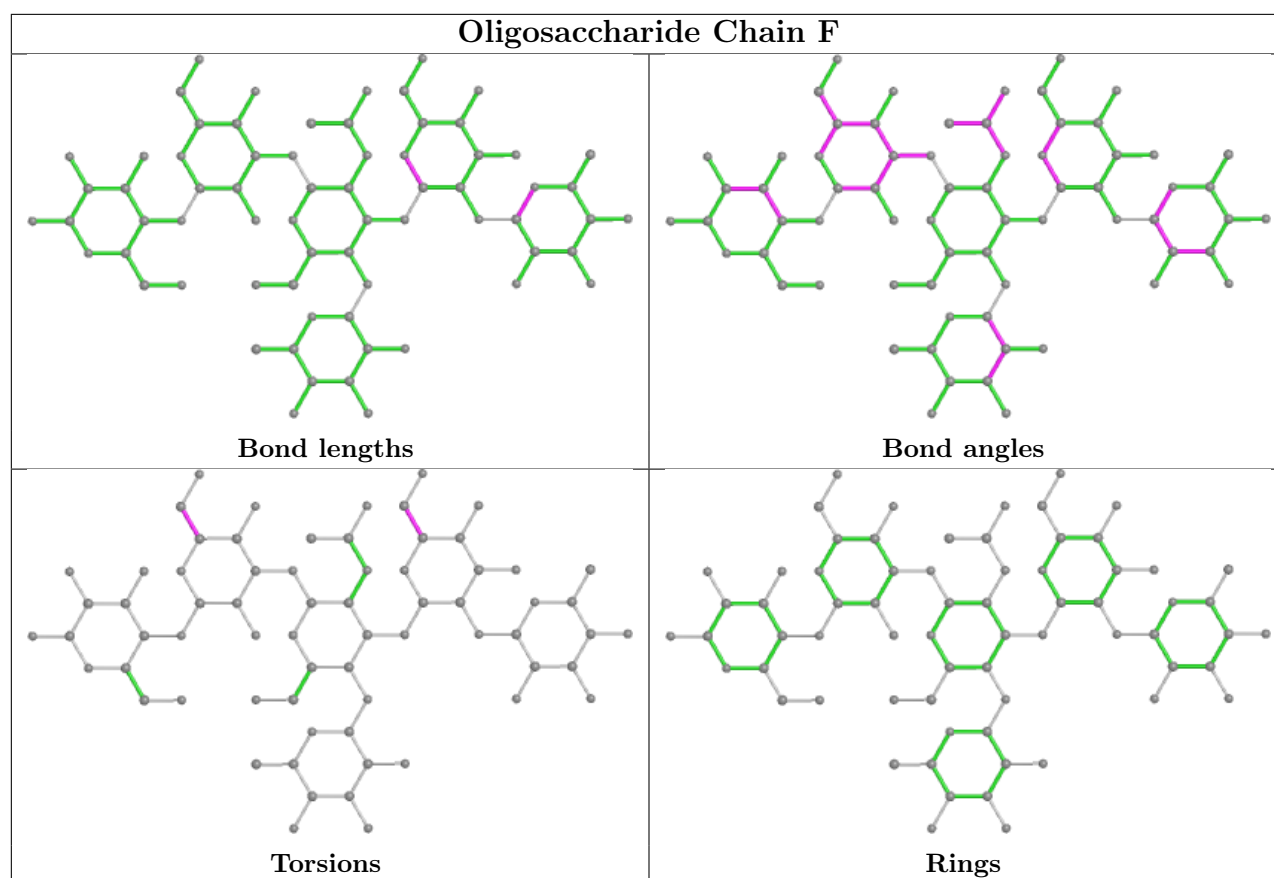 Oligosaccharide Chain F
Bond lengths
Bond angles
Torsions
Rings